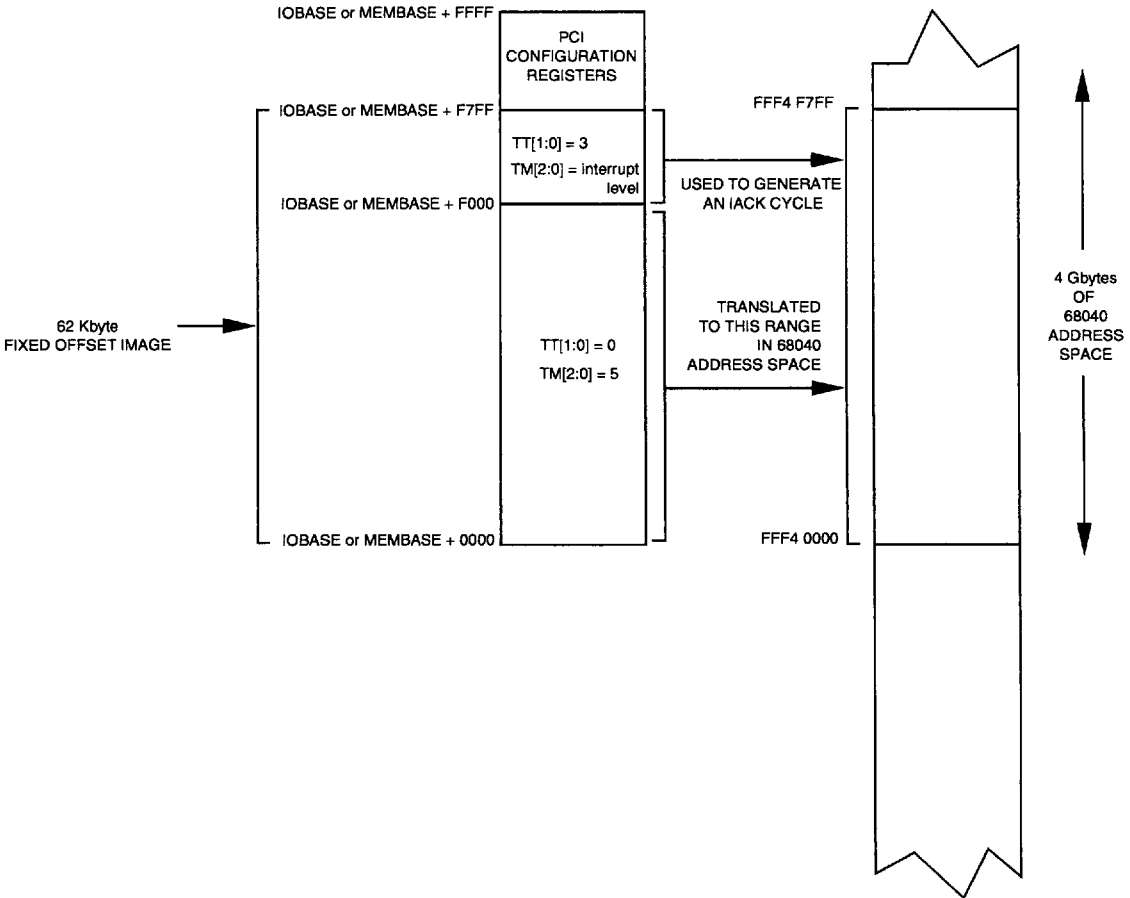 IOBASE or MEMBASE + FFFF
PCI
CONFIGURATION
REGISTERS
IOBASE or MEMBASE + F7FF
FFF4 F7FF
TT[1:0] = 3
TM[2:0] = interrupt
level
USED TO GENERATE
AN IACK CYCLE
IOBASE or MEMBASE + F000
62 Kbyte
FIXED OFFSET IMAGE
TT[1:0] = 0
TM[2:0] = 5
TRANSLATED
TO THIS RANGE
IN 68040
ADDRESS SPACE
4 Gbytes
OF
68040
ADDRESS
SPACE
IOBASE or MEMBASE + 0000
FFF4 0000